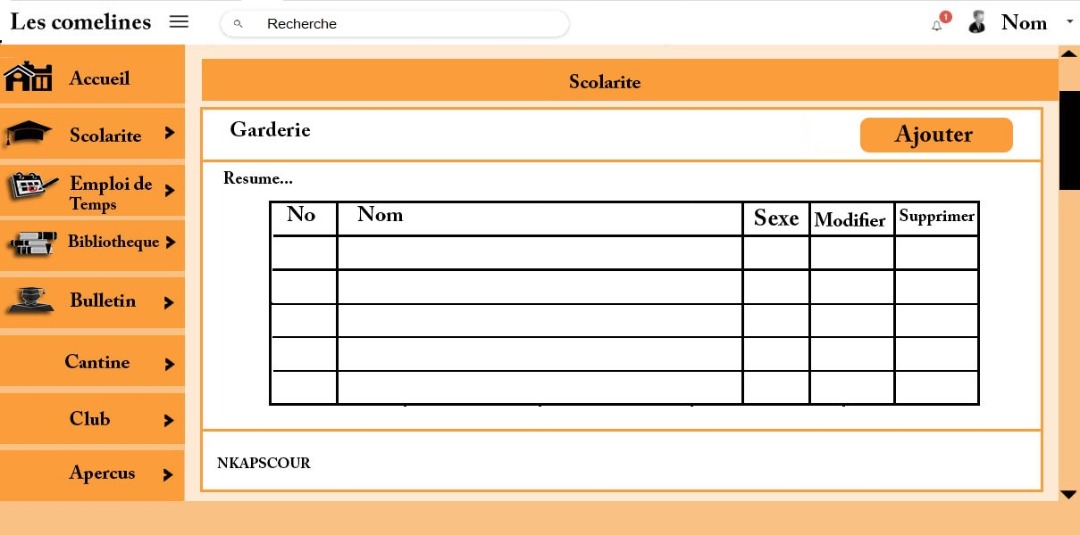 Les comelines
Recherche
1
Nom
Accueil
Scolarite
Emploi de
Temps
Bibliotheque
Bulletin
Cantine
Club
Apercus
Scolarite
Garderie
Ajouter
Resume...
No Nom Sexe Modifier Supprimer
NKAPSCOUR